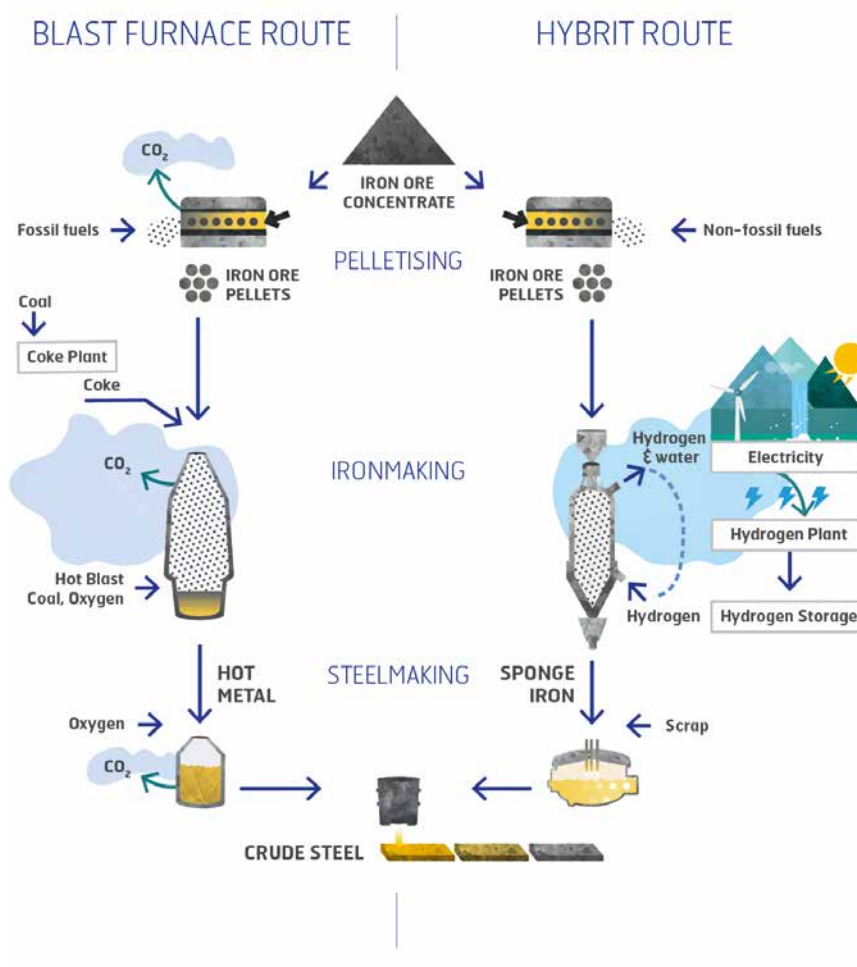 BLAST FURNACE ROUTE
HYBRIT ROUTE
CO₂
IRON ORE
CONCENTRATE
Fossil fuels
Non-fossil fuels
PELLETISING
IRON ORE
PELLETS
IRON ORE
PELLETS
Coal
Coke Plant
Coke
CO₂
IRONMAKING
Hydrogen
& water
Electricity
Hydrogen Plant
Hot Blast
Coal, Oxygen
Hydrogen
Hydrogen Storage
HOT
METAL
STEELMAKING
SPONGE
IRON
Oxygen
Scrap
CO₂
CRUDE STEEL